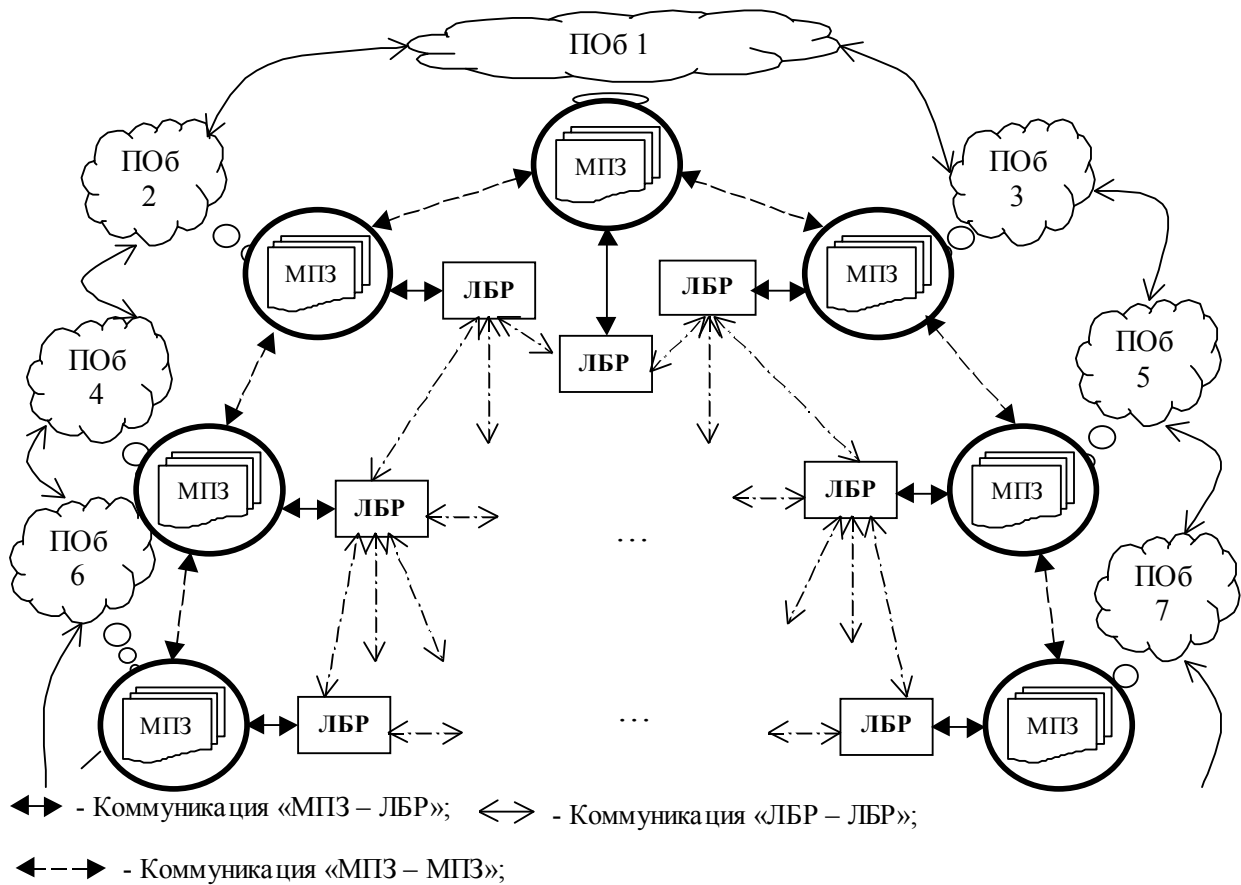 ПОб 1
ПОб
2
МПЗ
ПОб
3
МПЗ
МПЗ
ЛБР
ЛБР
ЛБР
ПОб
4
ПОб
5
МПЗ
ЛБР
ЛБР
МПЗ
...
ПОб
6
ПОб
7
МПЗ
ЛБР
...
ЛБР
МПЗ
- Коммуникация «МПЗ – ЛБР»;
- Коммуникация «ЛБР – ЛБР»;
- Коммуникация «МПЗ – МПЗ»;